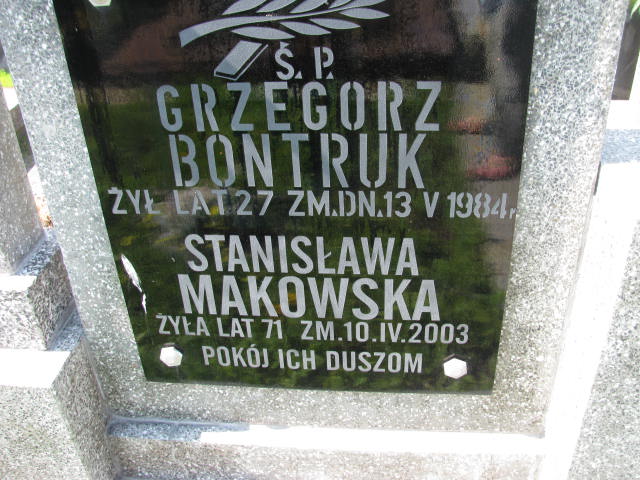 Ś. P.
GRZEGORZ
BONTRUK
ŻYŁ LAT 27 ZM.DN.13 V 1984r.
STANISŁAWA
MAKOWSKA
ŻYŁA LAT 71 ZM.10.IV.2003
POKÓJ ICH DUSZOM